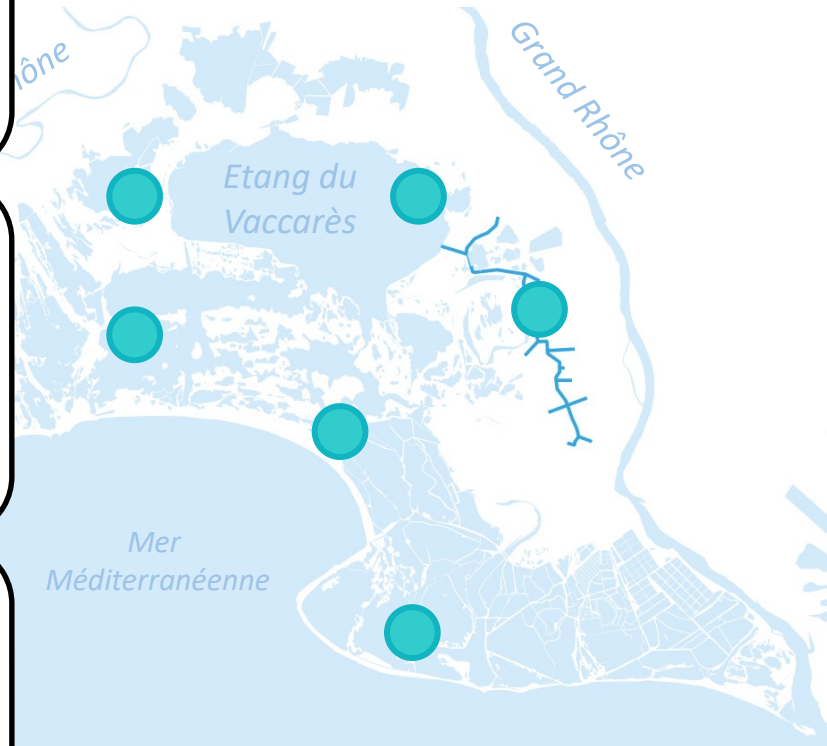 ône
Grand Rhône
Etang du
Vaccarès
Mer
Méditerranéenne